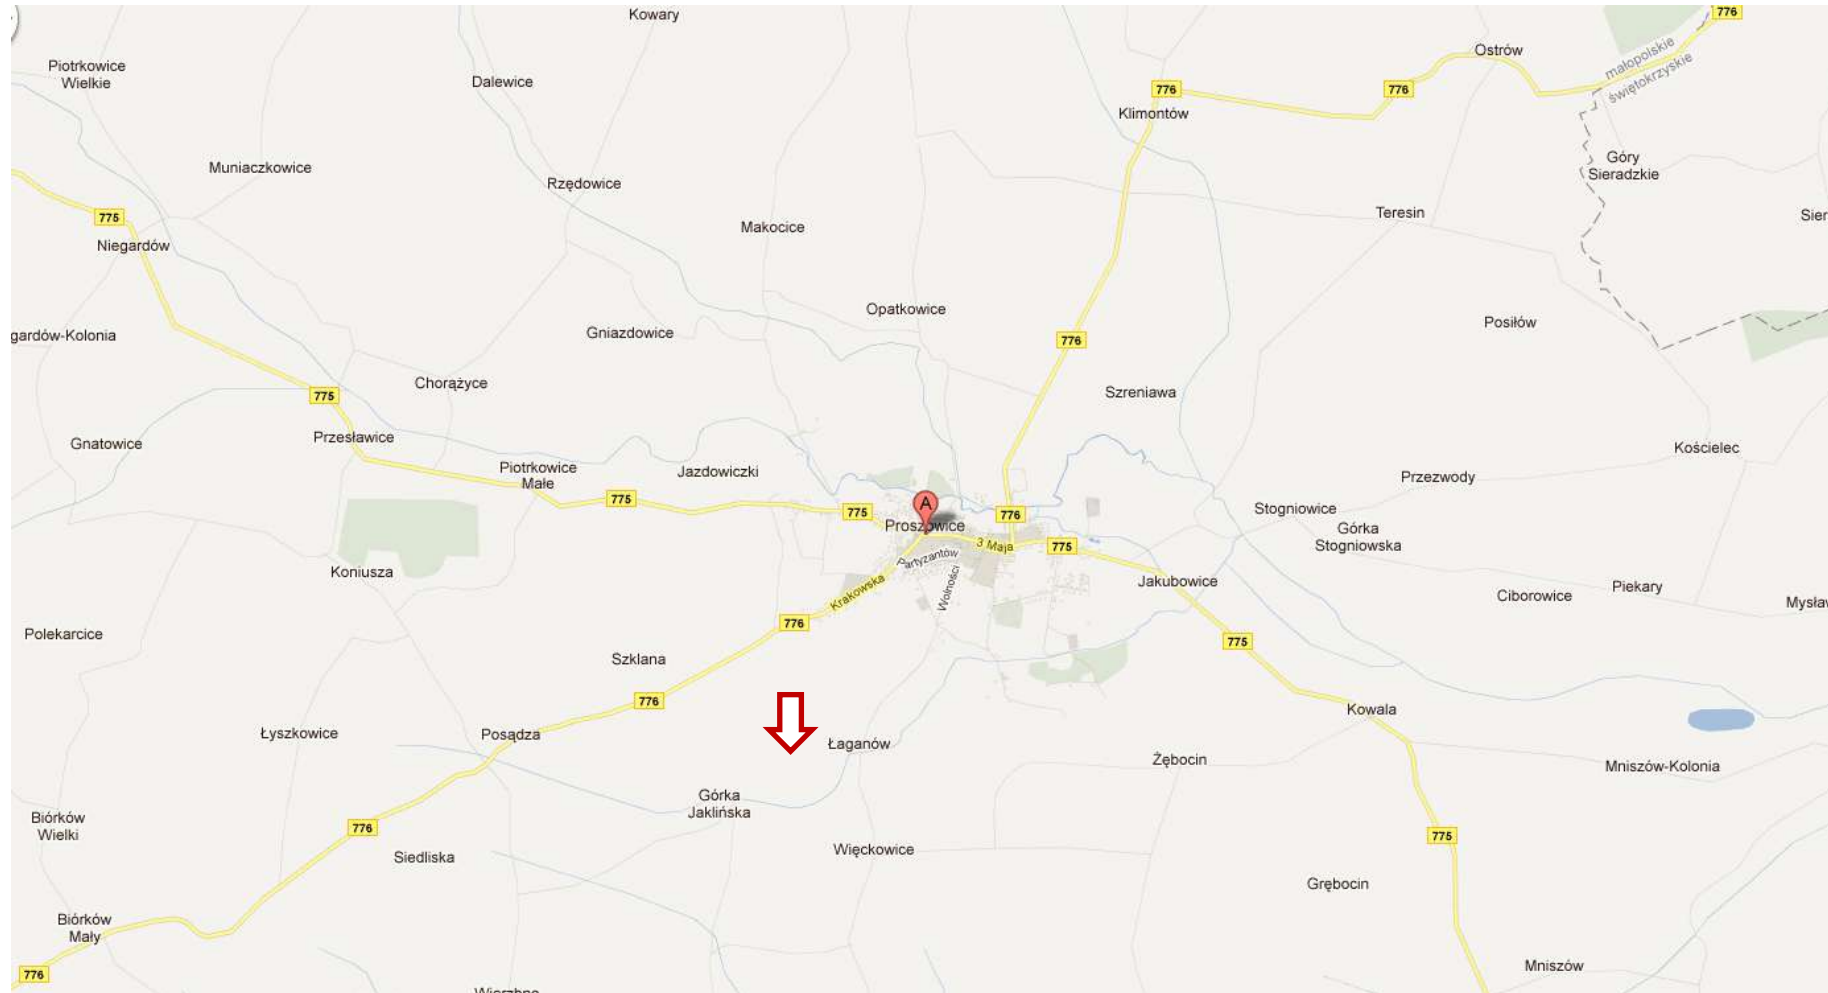 Kowary
776
Ostrów
małopolskie
świętokrzyskie
Piotrkowice
Wielkie
Dalewice
776
776
Klimontów
Góry
Sieradzkie
Muniaczkowice
Rzędowice
775
Teresin
Sier
Makocice
Niegardów
Opatkowice
Posiłów
gardów-Kolonia
Gniazdowice
776
Chorążyce
775
Szreniawa
Gnatowice
Przesławice
Kościelec
Piotrkowice
Małe
Jazdowiczki
Przezwody
775
775
A
776
Stogniowice
Proszowice
Górka
Stogniowska
3 Maja
775
Partyzantów
Koniusza
Krakowska
Wolności
Jakubowice
Ciborowice
Piekary
Mysła
776
Polekarcice
775
Szklana
776
Kowala
Łyszkowice
Posądza
Łaganów
Żębocin
Mniszów-Kolonia
Górka
Jaklińska
Biórków
Wielki
776
775
Siedliska
Więckowice
Grębocin
Biórków
Mały
776
Mniszów